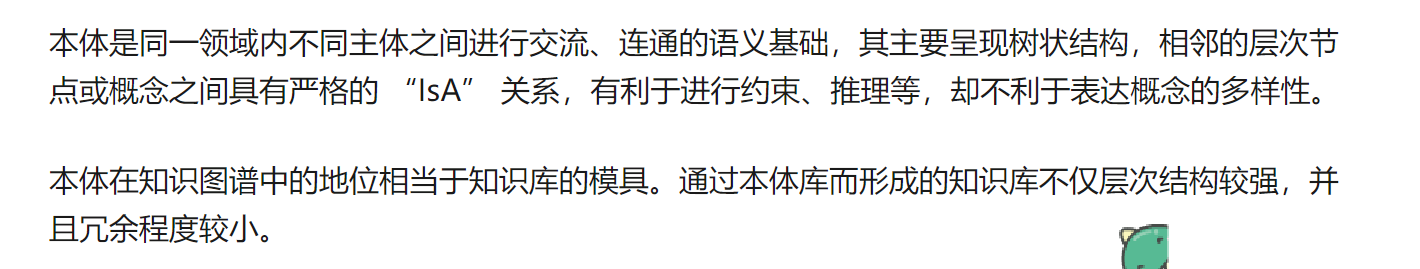 本体是同一领域内不同主体之间进行交流、连通的语义基础，其主要呈现树状结构，相邻的层次节
点或概念之间具有严格的 “IsA” 关系，有利于进行约束、推理等，却不利于表达概念的多样性。
本体在知识图谱中的地位相当于知识库的模具。通过本体库而形成的知识库不仅层次结构较强，并
且冗余程度较小。